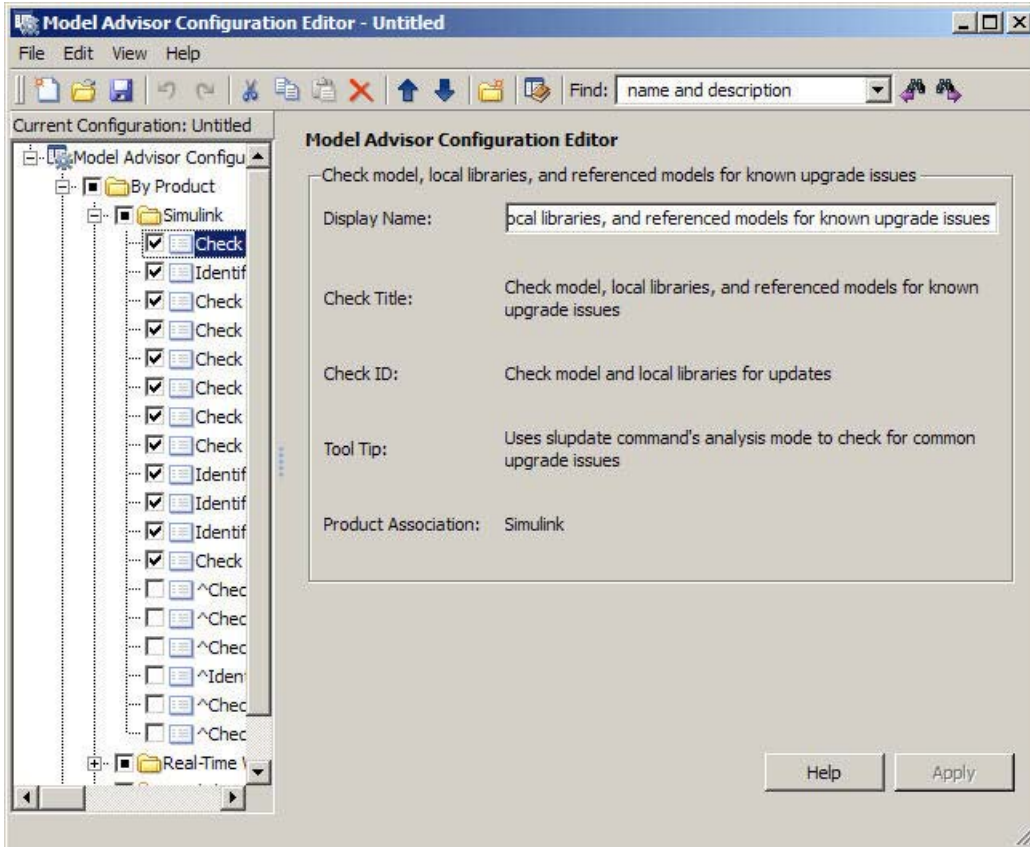 Model Advisor Configuration Editor - Untitled
File Edit View Help
Find: name and description
Current Configuration: Untitled
Model Advisor Configu
By Product
Simulink
Check
Identif
Check
Check
Check
Check
Check
Check
Identif
Identif
Identif
Check
^Chec
^Chec
^Chec
^Iden
^Chec
^Chec
Real-Time
Model Advisor Configuration Editor
Check model, local libraries, and referenced models for known upgrade issues
Display Name: ocal libraries, and referenced models for known upgrade issues
Check Title: Check model, local libraries, and referenced models for known
upgrade issues
Check ID: Check model and local libraries for updates
Tool Tip: Uses slupdate command's analysis mode to check for common
upgrade issues
Product Association: Simulink
Help Apply